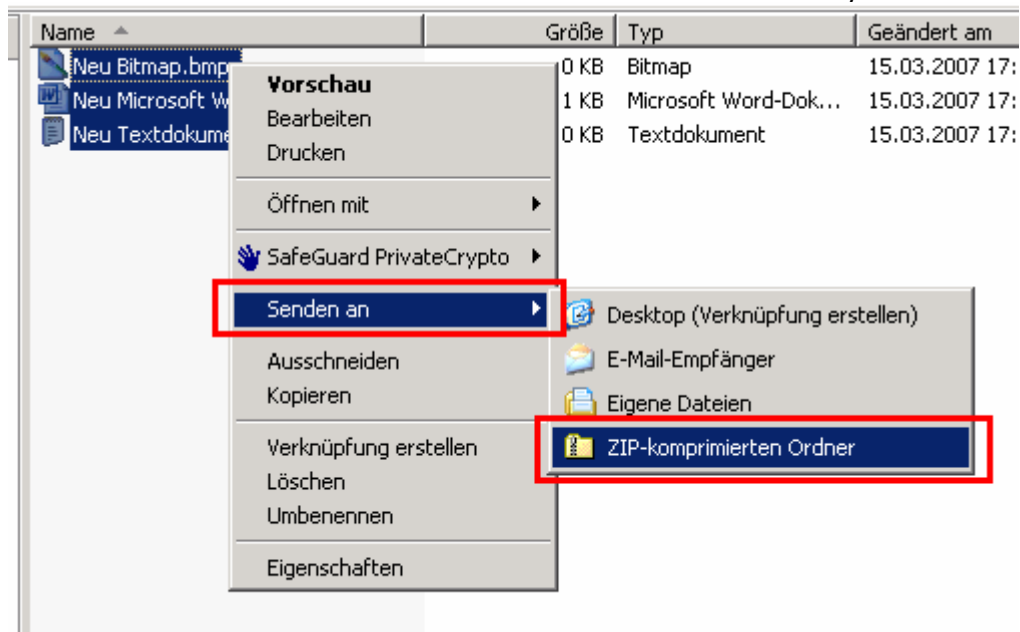 Name Größe Typ Geändert am
Neu Bitmap.bmp 0 KB Bitmap 15.03.2007 17:
Neu Microsoft W 1 KB Microsoft Word-Dok... 15.03.2007 17:
Neu Textdokume 0 KB Textdokument 15.03.2007 17:
Vorschau
Bearbeiten
Drucken
Öffnen mit
SafeGuard PrivateCrypto
Senden an
Ausschneiden
Kopieren
Verknüpfung erstellen
Löschen
Umbenennen
Eigenschaften
Desktop (Verknüpfung erstellen)
E-Mail-Empfänger
Eigene Dateien
ZIP-komprimierten Ordner